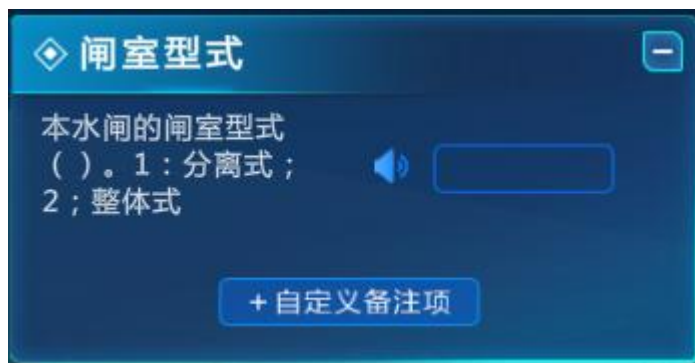 闸室型式
本水闸的闸室型式
( )。1:分离式;
2;整体式
+自定义备注项